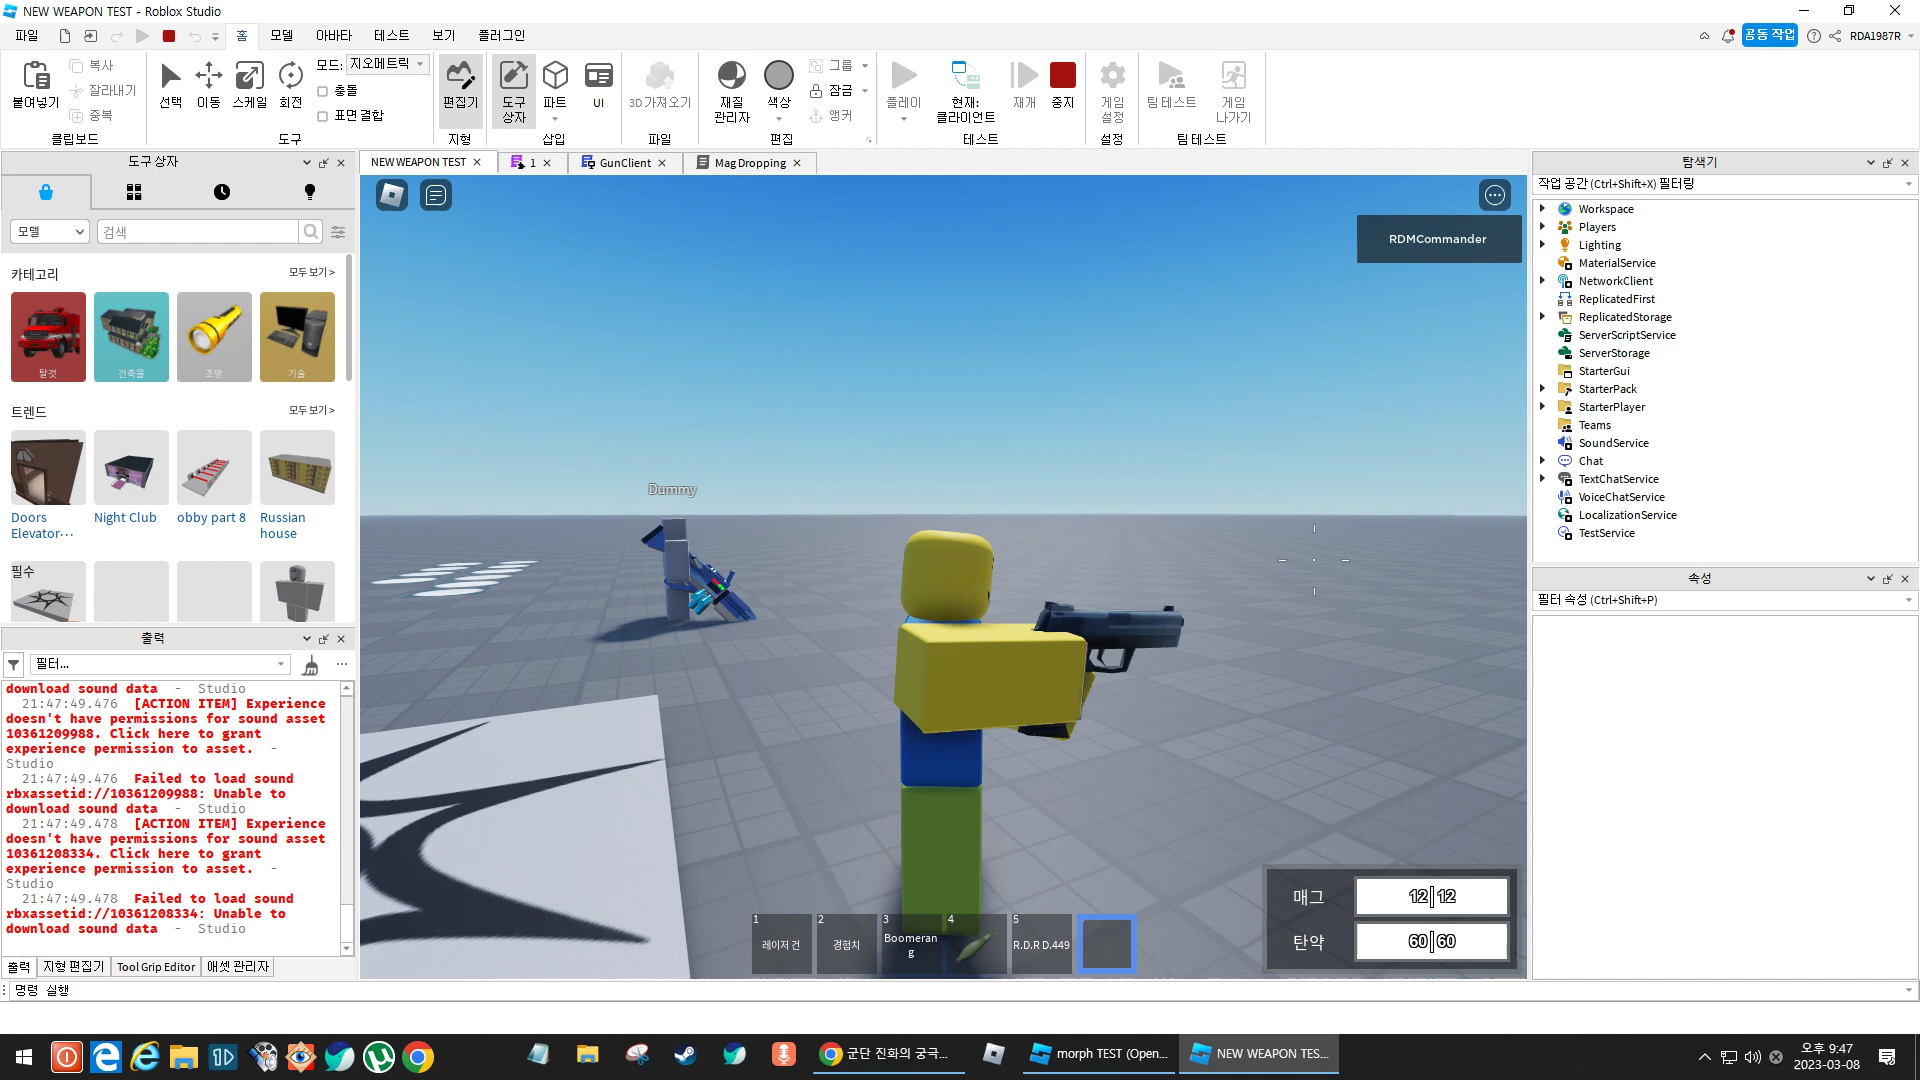 NEW WEAPON TEST - Roblox Studio
파일
홈
모델
아바타
테스트
보기
플러그인
공동 작업
RDA1987R
붙여넣기
복사
잘라내기
중복
클립보드
선택
이동
스케일
회전
모드:
지오메트릭
충돌
표면 결합
도구
편집기
지형
도구
상자
파트
UI
삽입
3D 가져오기
파일
재질
관리자
색상
그룹
잠금
앵커
편집
플레이
현재:
클라이언트
재개
중지
테스트
게임
설정
설정
팀 테스트
게임
나가기
팀 테스트
도구 상자
모델
검색
카테고리
모두 보기 >
탈것
건축물
조명
기술
트렌드
모두 보기 >
Doors
Elevator···
Night Club
obby part 8
Russian
house
필수
출력
필터...
download sound data - Studio
21:47:49.476 [ACTION ITEM] Experience
doesn't have permissions for sound asset
10361209988. Click here to grant
experience permission to asset. -
Studio
21:47:49.476 Failed to load sound
rbxassetid://10361209988: Unable to
download sound data - Studio
21:47:49.478 [ACTION ITEM] Experience
doesn't have permissions for sound asset
10361208334. Click here to grant
experience permission to asset. -
Studio
21:47:49.478 Failed to load sound
rbxassetid://10361208334: Unable to
download sound data - Studio
출력
지형 편집기
Tool Grip Editor
애셋 관리자
명령 실행
NEW WEAPON TEST
1
GunClient
MagDropping
RDMCommander
Dummy
1
레이저 건
2
경험치
3
Boomeran
g
4
5
R.D.R D.449
매그
12|12
탄약
60|60
탐색기
작업 공간 (Ctrl+Shift+X) 필터링
Workspace
Players
Lighting
MaterialService
NetworkClient
ReplicatedFirst
ReplicatedStorage
ServerScriptService
ServerStorage
StarterGui
StarterPack
StarterPlayer
Teams
SoundService
Chat
TextChatService
VoiceChatService
LocalizationService
TestService
속성
필터 속성 (Ctrl+Shift+P)
군단 진화의 궁극...
morph TEST (Open...
NEW WEAPON TES...
오후 9:47
2023-03-08